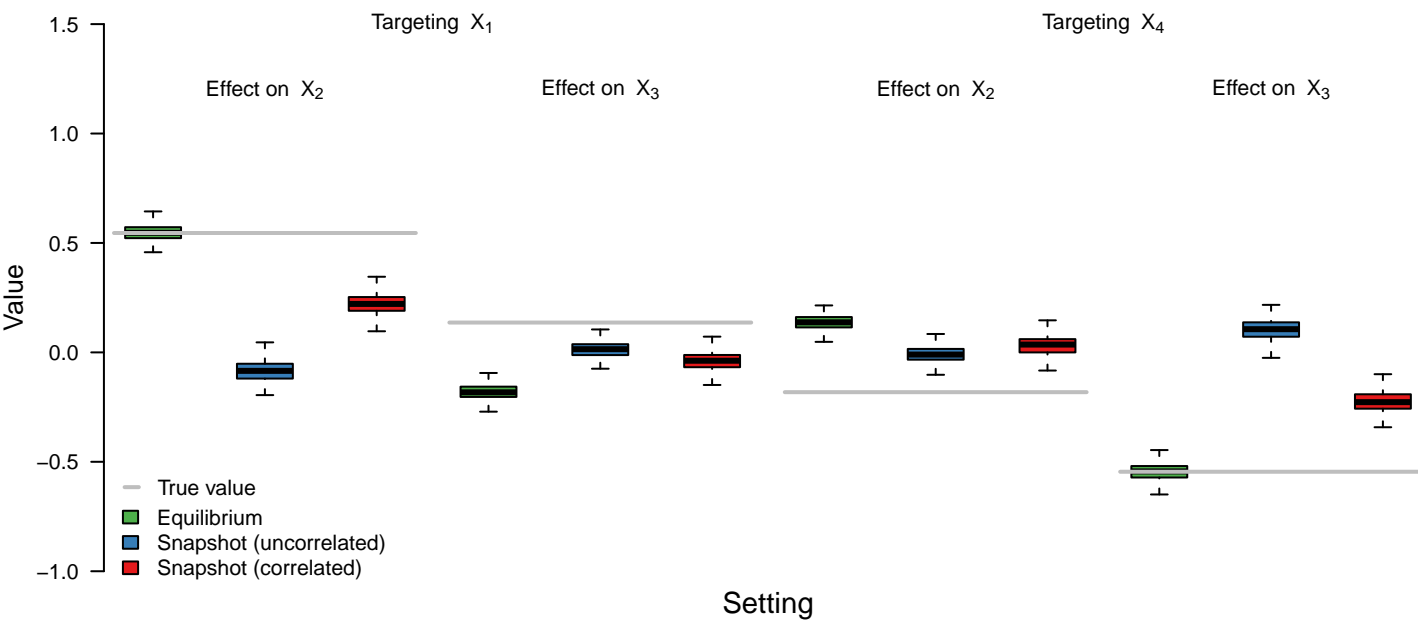 Targeting X₁
Targeting X₄
Effect on X₂
Effect on X₃
Effect on X₂
Effect on X₃
Value
1.5
1.0
0.5
0.0
−0.5
−1.0
True value
Equilibrium
Snapshot (uncorrelated)
Snapshot (correlated)
Setting